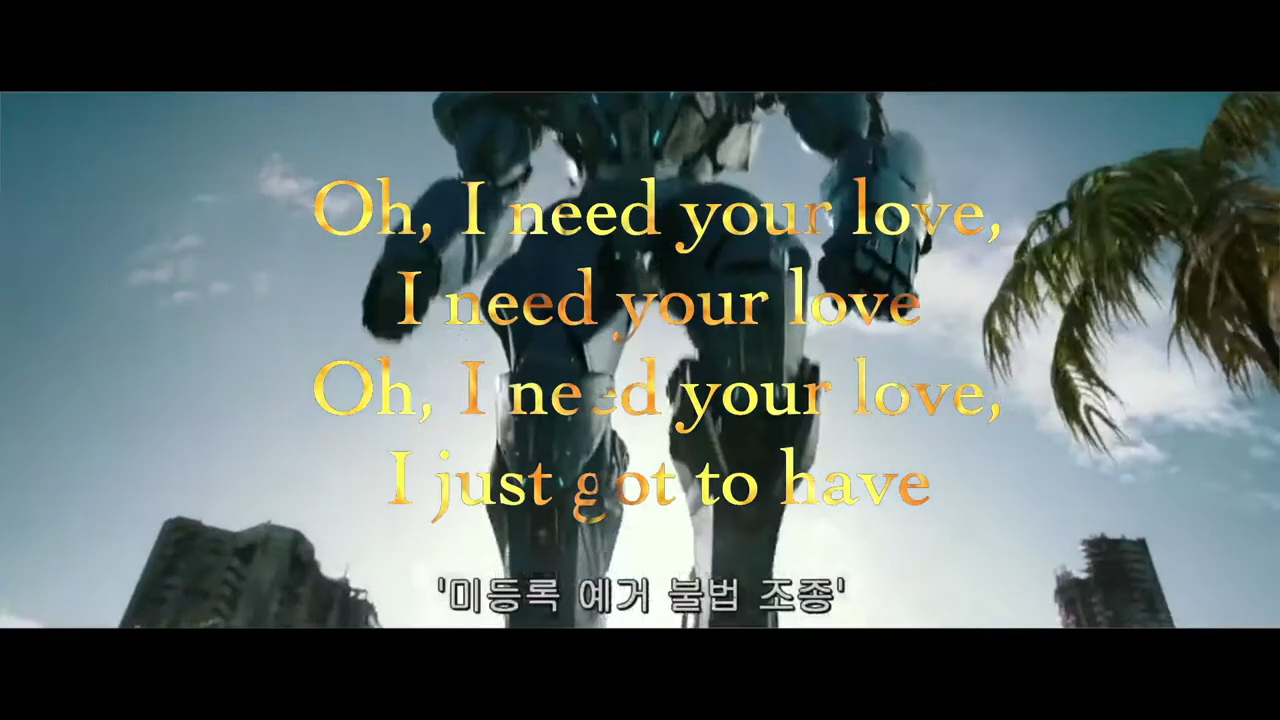 Oh, I need your love,
I need your love
Oh, I need your love,
I just got to have
'미등록 예거 불법 조종'